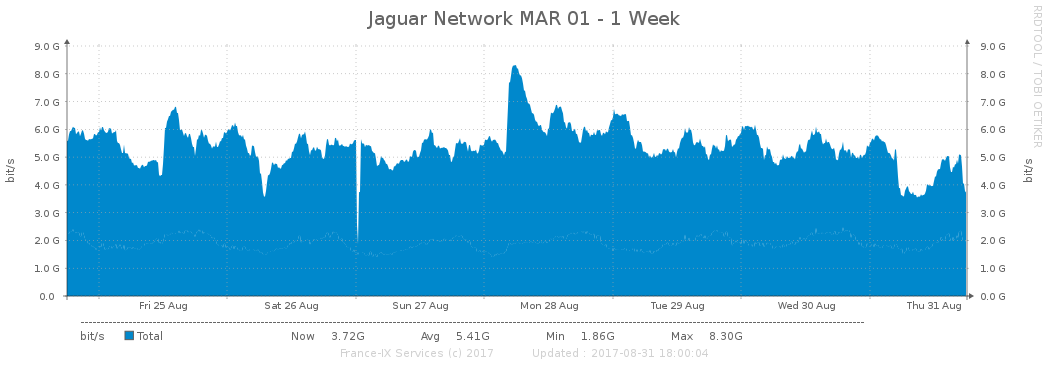 Jaguar Network MAR 01 - 1 Week
RRDTOOL / TOBI OETIKER
9.0 G 9.0 G
8.0 G 8.0 G
7.0 G 7.0 G
6.0 G 6.0 G
5.0 G 5.0 G
4.0 G 4.0 G
3.0 G 3.0 G
2.0 G 2.0 G
1.0 G 1.0 G
0.0 0.0 G
bit/s bit/s
Fri 25 Aug Sat 26 Aug Sun 27 Aug Mon 28 Aug Tue 29 Aug Wed 30 Aug Thu 31 Aug
bit/s Total Now 3.72G Avg 5.41G Min 1.86G Max 8.30G
France-IX Services (c) 2017 Updated : 2017-08-31 18:00:04